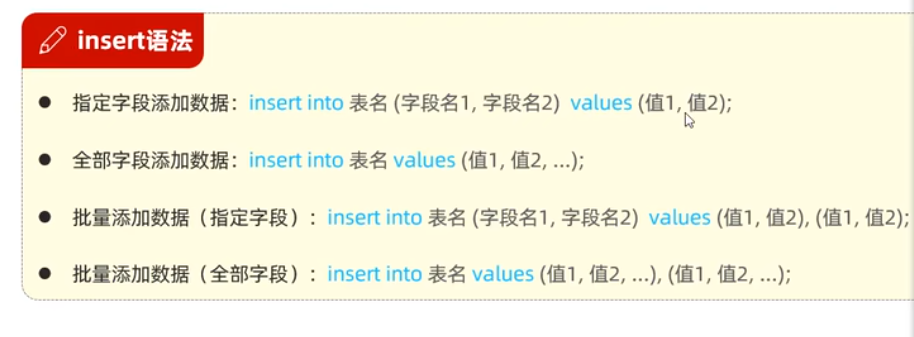 insert语法
指定字段添加数据：insert into 表名 (字段名1, 字段名2) values (值1, 值2);
全部字段添加数据：insert into 表名 values (值1, 值2, ...);
批量添加数据（指定字段）：insert into 表名 (字段名1, 字段名2) values (值1, 值2), (值1, 值2);
批量添加数据（全部字段）：insert into 表名 values (值1, 值2, ...), (值1, 值2, ...);